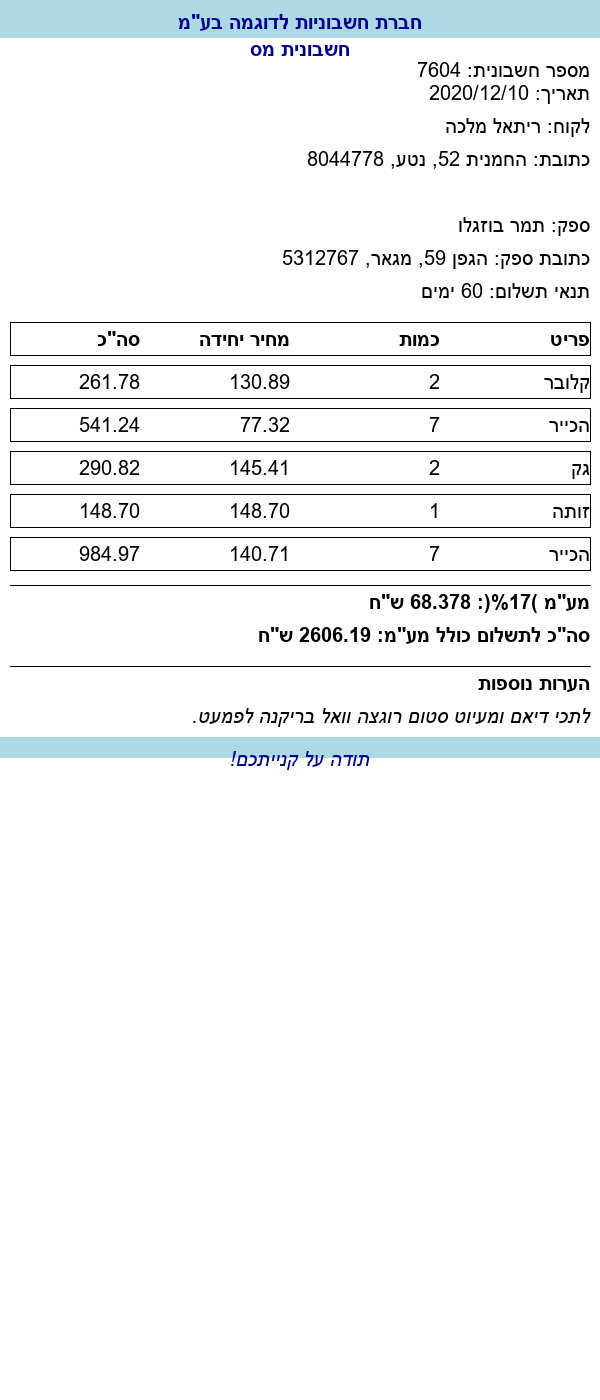 חברת חשבוניות לדוגמה בע"מ
חשבונית מס
מספר חשבונית: 7604
תאריך: 2020/12/10
לקוח: ריתאל מלכה
כתובת: החמנית 52, נטע, 8044778
ספק: תמר בוזגלו
כתובת ספק: הגפן 59, מגאר, 5312767
תנאי תשלום: 60 ימים
פריט כמות מחיר יחידה סה"כ
קלובר 2 130.89 261.78
הכייר 7 77.32 541.24
גק 2 145.41 290.82
זותה 1 148.70 148.70
הכייר 7 140.71 984.97
מע"מ )17%(: 68.378 ש"ח
סה"כ לתשלום כולל מע"מ: 2606.19 ש"ח
הערות נוספות
לתכי דיאם ומעיוט סטום רוגצה וואל בריקנה לפמעט.
תודה על קנייתכם!